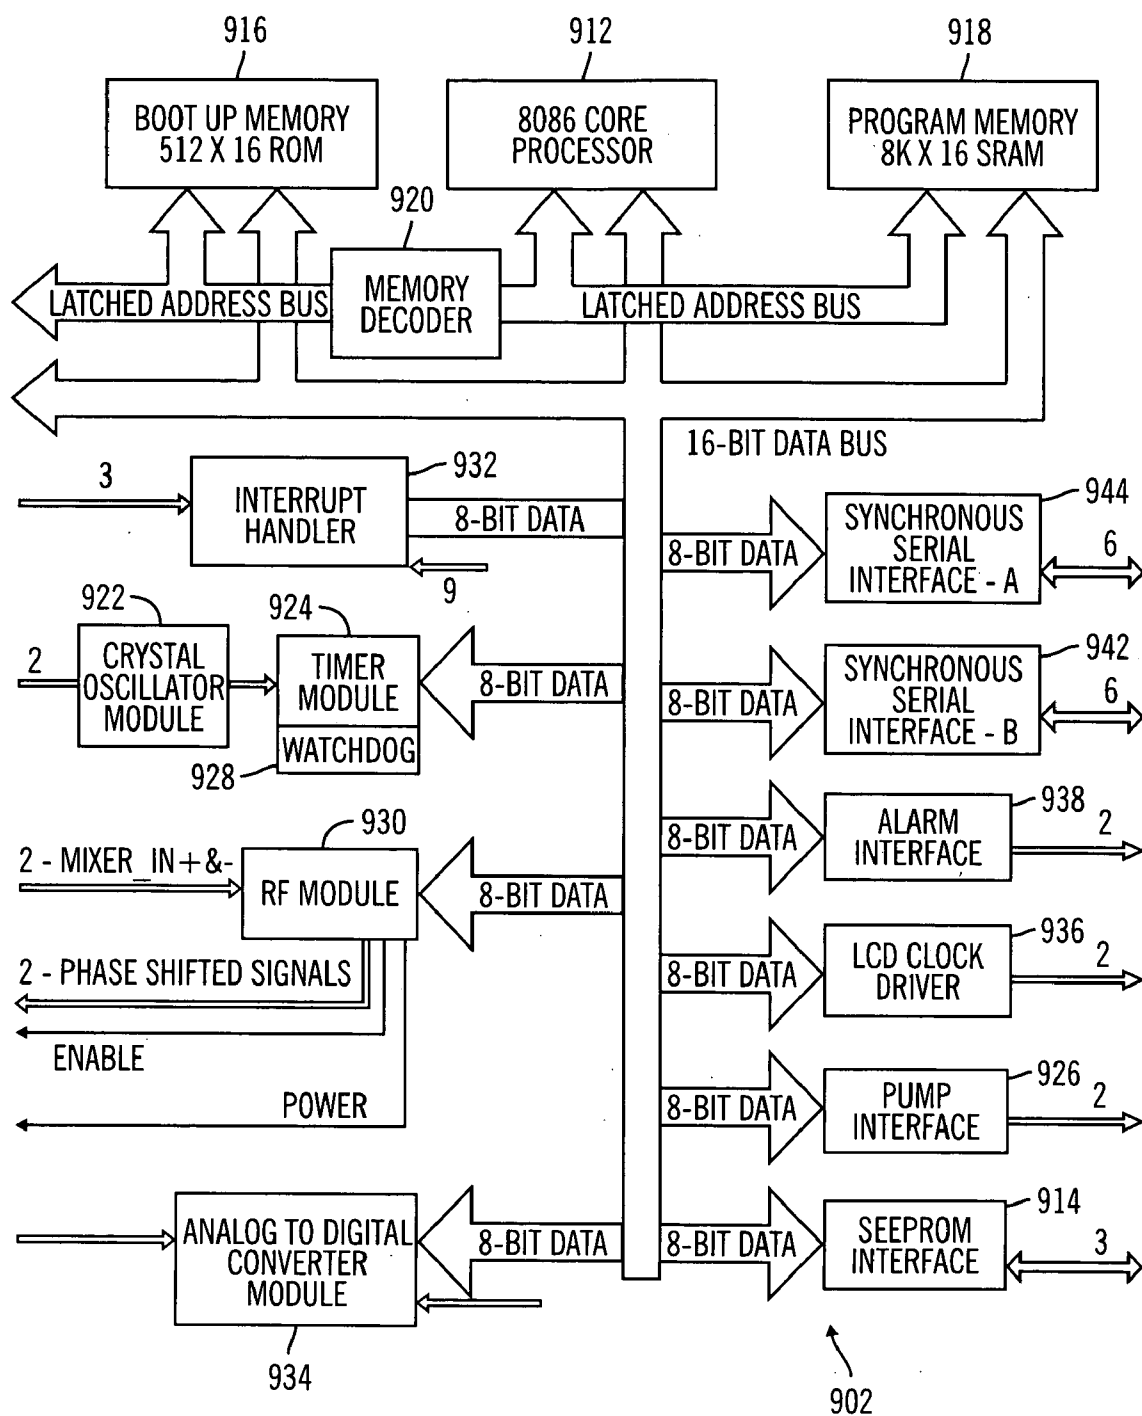 916
912
918
BOOT UP MEMORY
512 X 16 ROM
8086 CORE
PROCESSOR
PROGRAM MEMORY
8K X 16 SRAM
920
MEMORY
DECODER
LATCHED ADDRESS BUS
LATCHED ADDRESS BUS
16-BIT DATA BUS
3
932
INTERRUPT
HANDLER
8-BIT DATA
9
944
8-BIT DATA
SYNCHRONOUS
SERIAL
INTERFACE - A
6
922
924
2
CRYSTAL
OSCILLATOR
MODULE
TIMER
MODULE
WATCHDOG
928
8-BIT DATA
942
8-BIT DATA
SYNCHRONOUS
SERIAL
INTERFACE - B
6
930
2 - MIXER_IN+&-
RF MODULE
8-BIT DATA
2 - PHASE SHIFTED SIGNALS
ENABLE
POWER
938
8-BIT DATA
ALARM
INTERFACE
2
936
8-BIT DATA
LCD CLOCK
DRIVER
2
926
8-BIT DATA
PUMP
INTERFACE
2
ANALOG TO DIGITAL
CONVERTER
MODULE
8-BIT DATA
934
914
8-BIT DATA
SEEPROM
INTERFACE
3
902